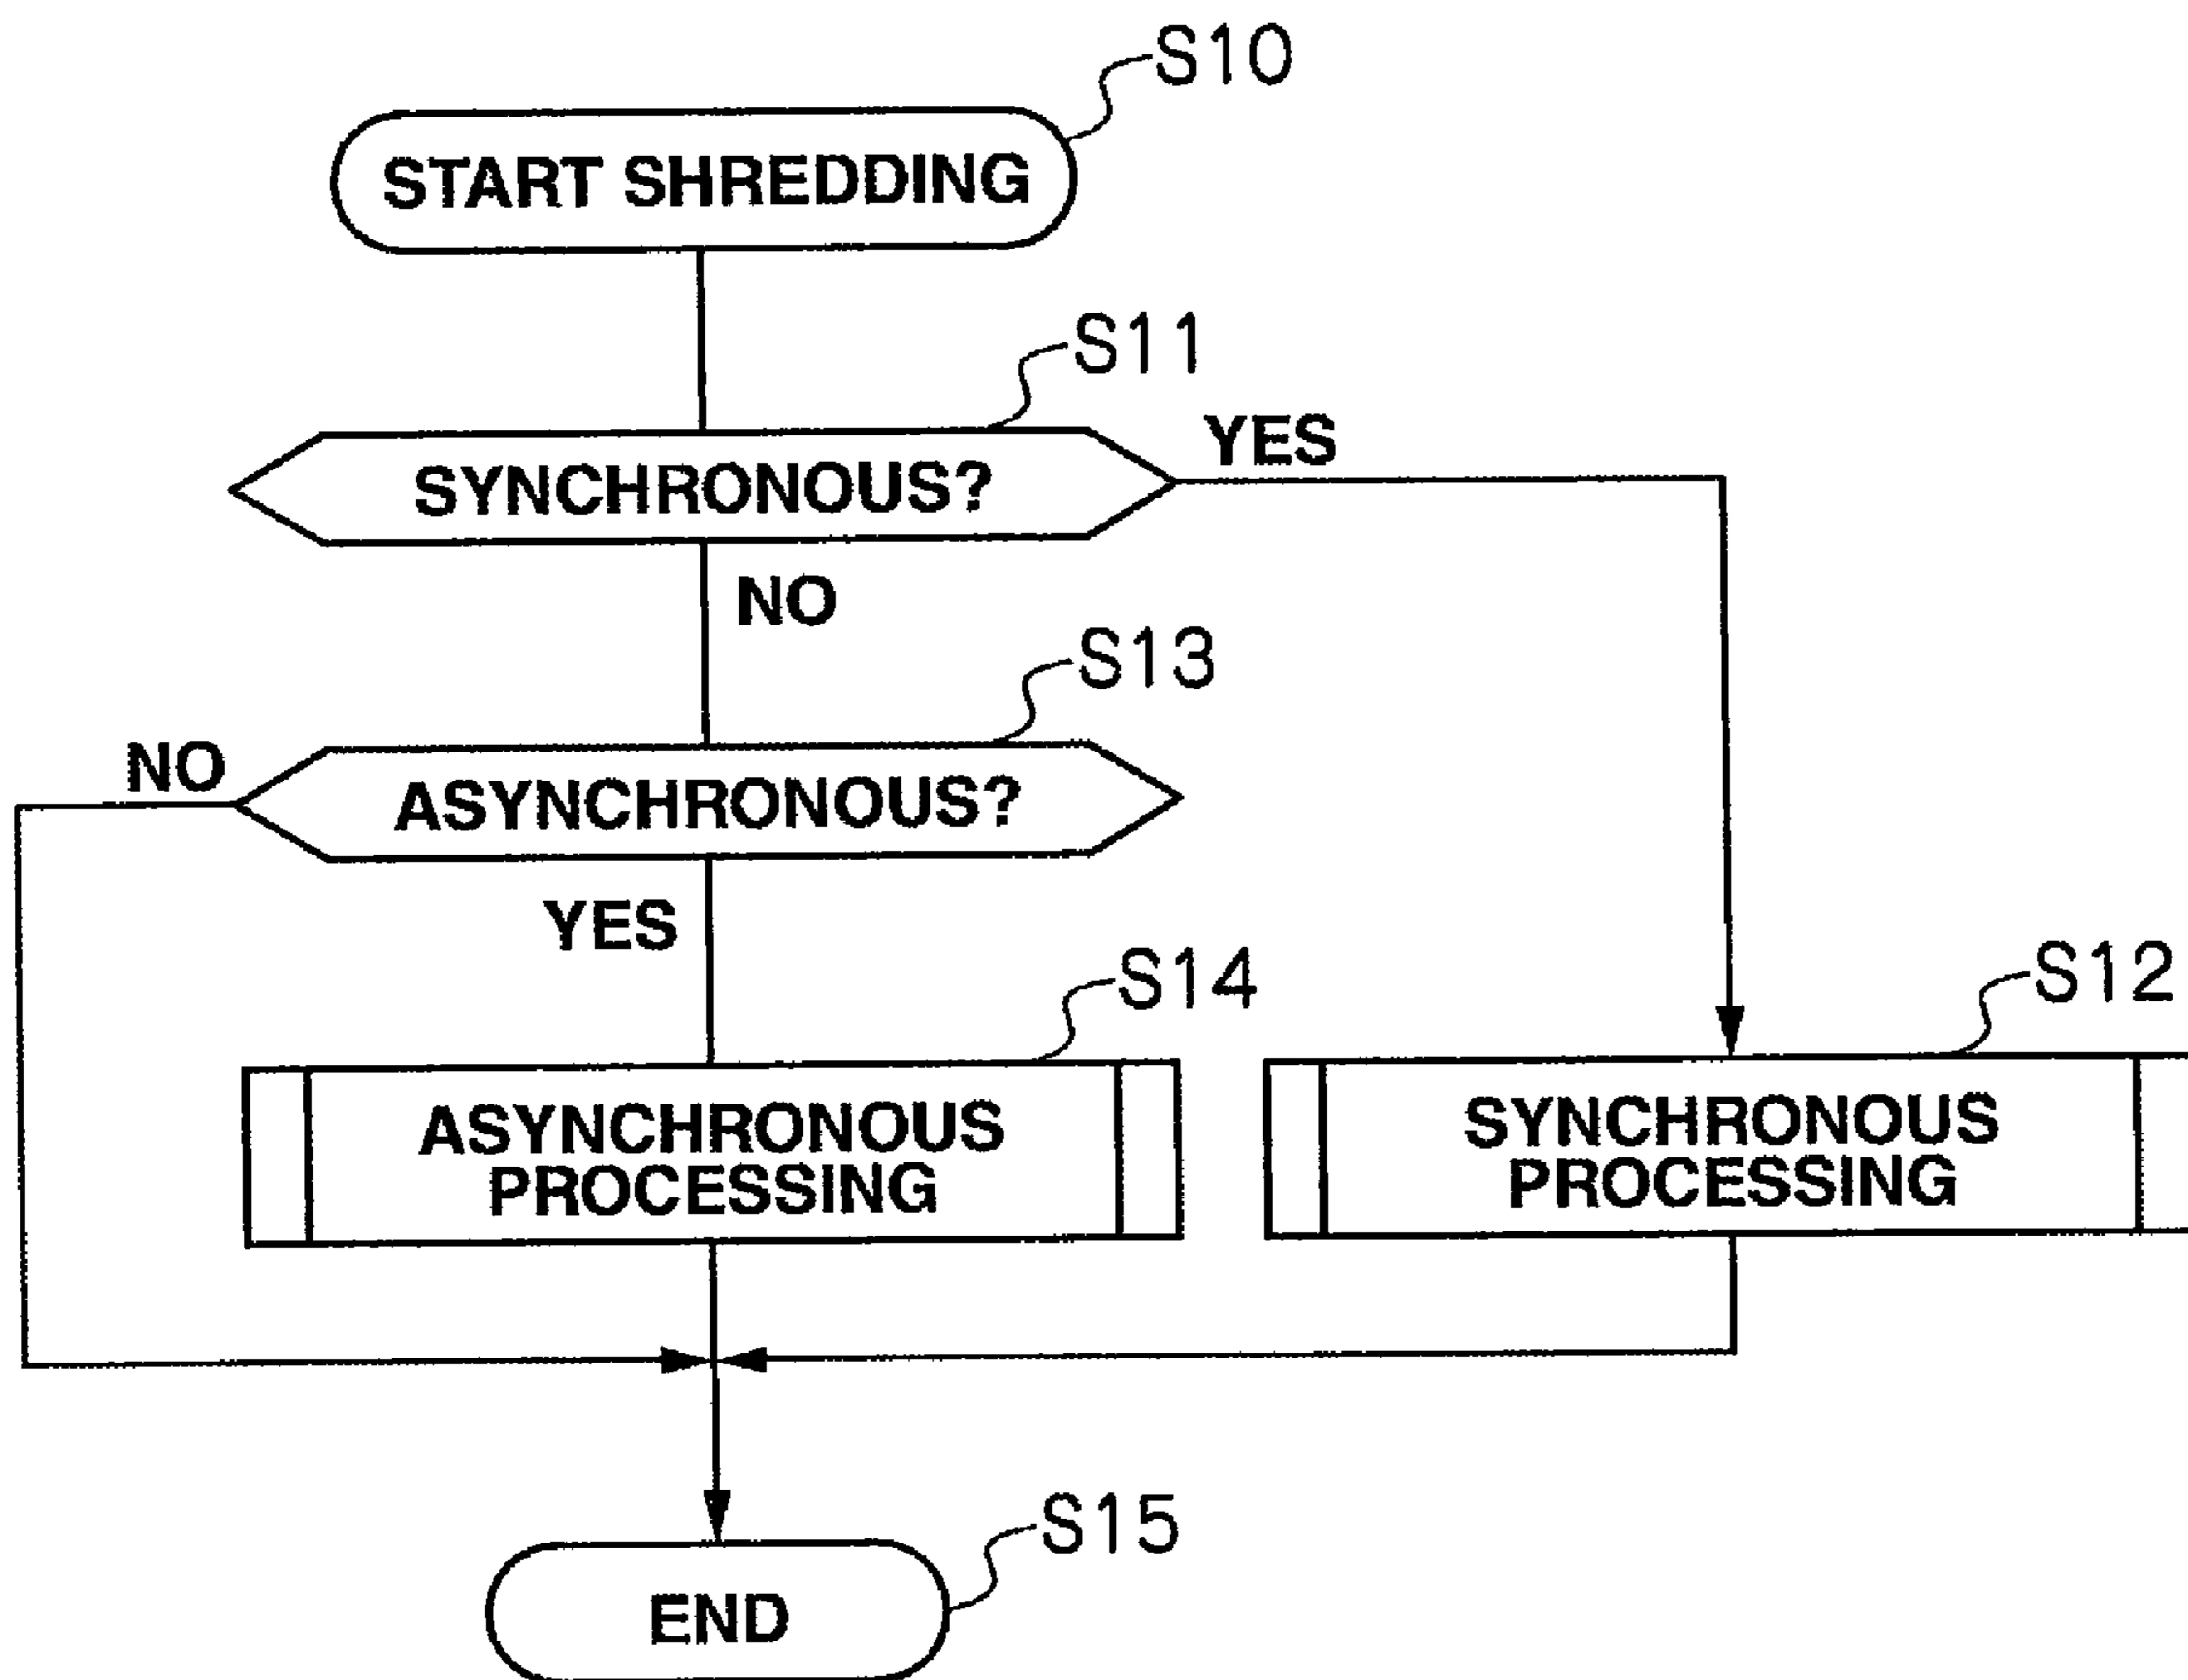 S10
START SHREDDING
S11
SYNCHRONOUS?
YES
NO
S13
NO
ASYNCHRONOUS?
YES
S14
S12
ASYNCHRONOUS
PROCESSING
SYNCHRONOUS
PROCESSING
S15
END